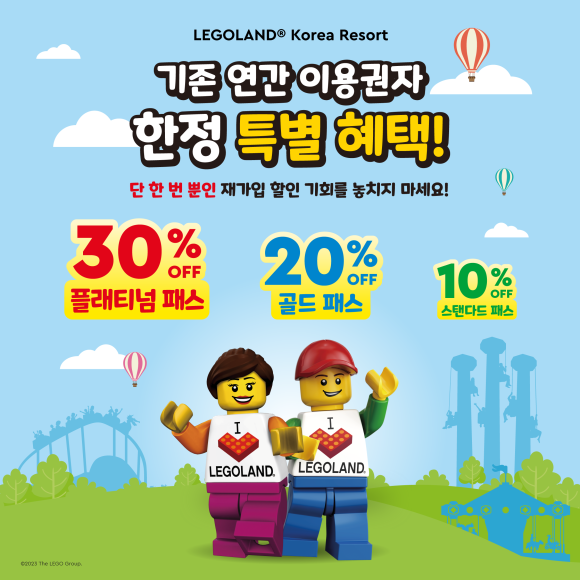 LEGOLAND® Korea Resort
기존 연간 이용권자
한정 특별 혜택!
단 한 번 뿐인 재가입 할인 기회를 놓치지 마세요!
30% OFF
플래티넘 패스
20% OFF
골드 패스
10% OFF
스탠다드 패스
I
LEGOLAND.
I
LEGOLAND.
©2023 The LEGO Group.